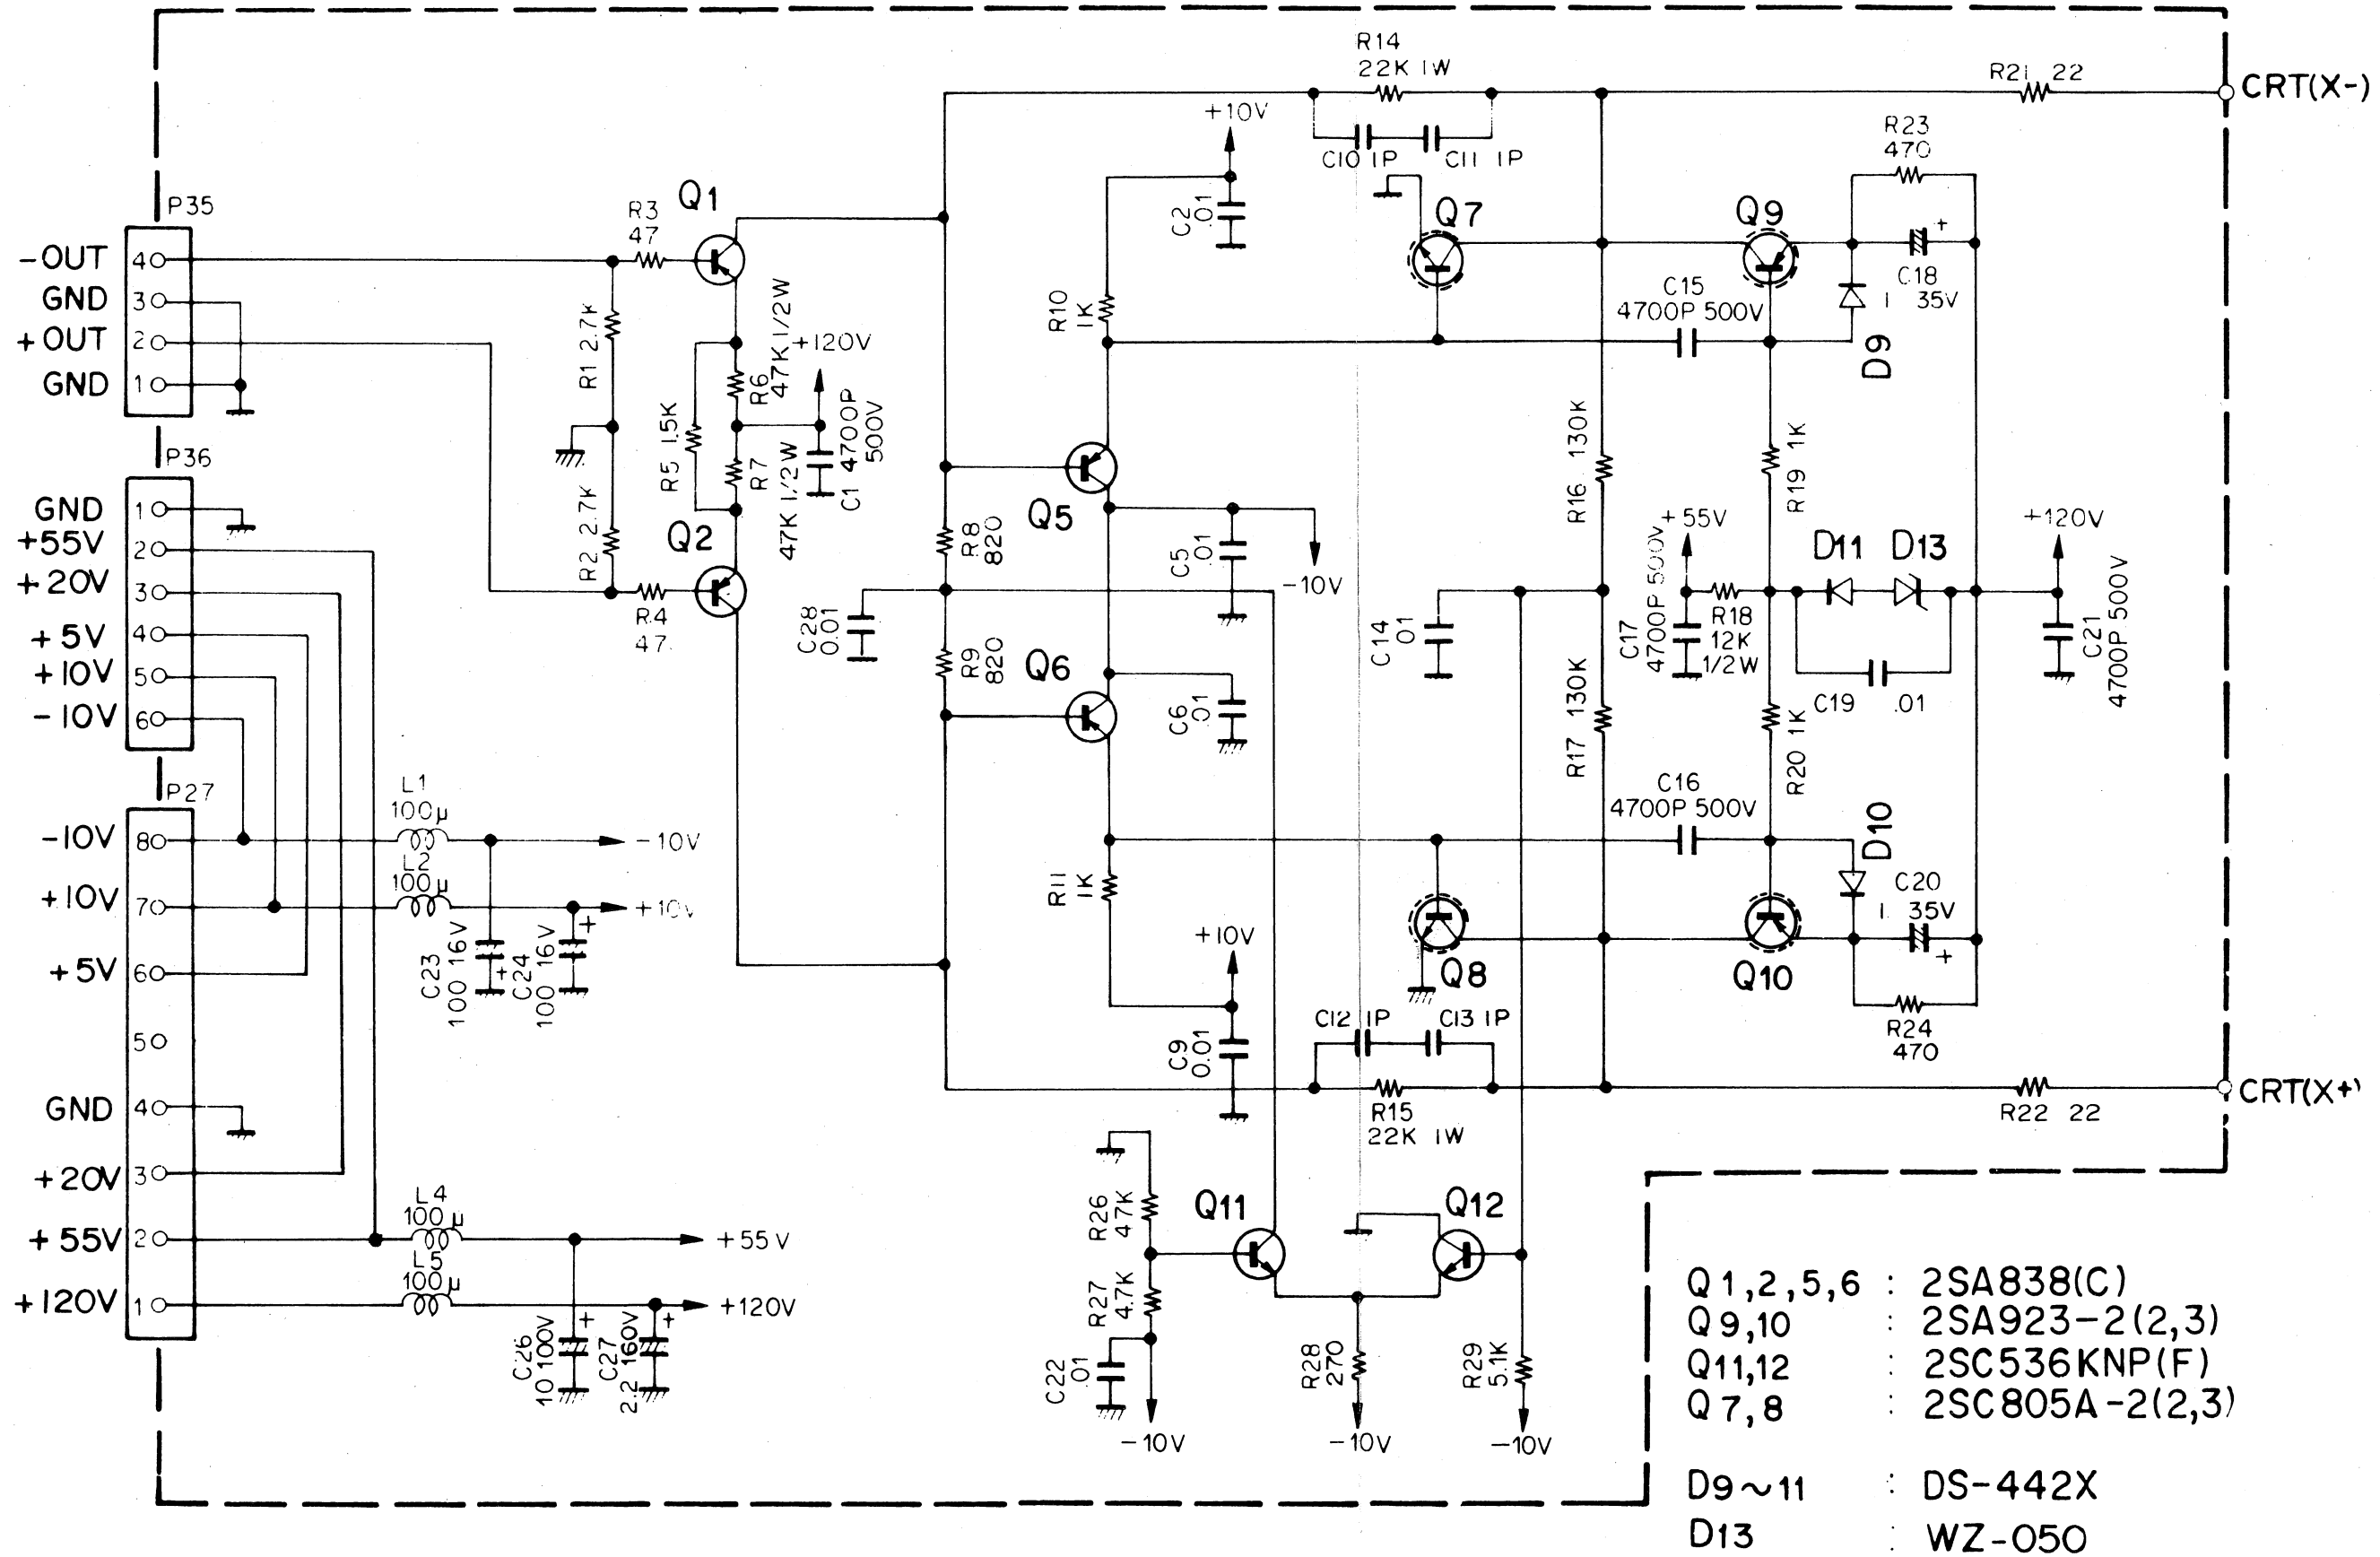 R14
22K 1W
R21 22
CRT(X-)
+10V
C10 1P
C11 1P
R23
470
P35
R3
47
Q1
C2
.01
Q7
Q9
+
C18
1 35V
-OUT
4
GND
3
+OUT
2
GND
1
R1 2.7K
R6
47K 1/2W
+120V
R10
1K
C15
4700P 500V
D9
R5 1.5K
C1 4700P
500V
R7
47K 1/2W
R16 130K
R19 1K
P36
GND
1
+55V
2
+20V
3
+5V
4
+10V
5
-10V
6
R2 2.7K
Q2
R4
47
Q5
R8
820
C5
.01
-10V
+55V
D11
D13
+120V
C28
0.01
R9
820
Q6
C6
.01
C14
.01
C17
4700P 500V
R18
12K
1/2W
C19 .01
C21
4700P 500V
R17 130K
R20 1K
P27
-10V
8
+10V
7
+5V
6
5
GND
4
+20V
3
+55V
2
+120V
1
L1
100µ
-10V
L2
100µ
+10V
+
C23
100 16V
+
C24
100 16V
R11
1K
C16
4700P 500V
D10
C20
1 35V
+
Q8
Q10
+10V
C12 1P
C13 1P
C9
0.01
R24
470
R15
22K 1W
R22 22
CRT(X+)
L4
100µ
+55V
L5
100µ
+120V
+
C26
10 100V
+
C27
2.2 160V
R26
47K
Q11
Q12
R27
4.7K
C22
.01
R28
270
R29
5.1K
-10V
-10V
-10V
Q1,2,5,6 : 2SA838(C)
Q9,10 : 2SA923-2(2,3)
Q11,12 : 2SC536KNP(F)
Q7,8 : 2SC805A-2(2,3)
D9~11 : DS-442X
D13 : WZ-050